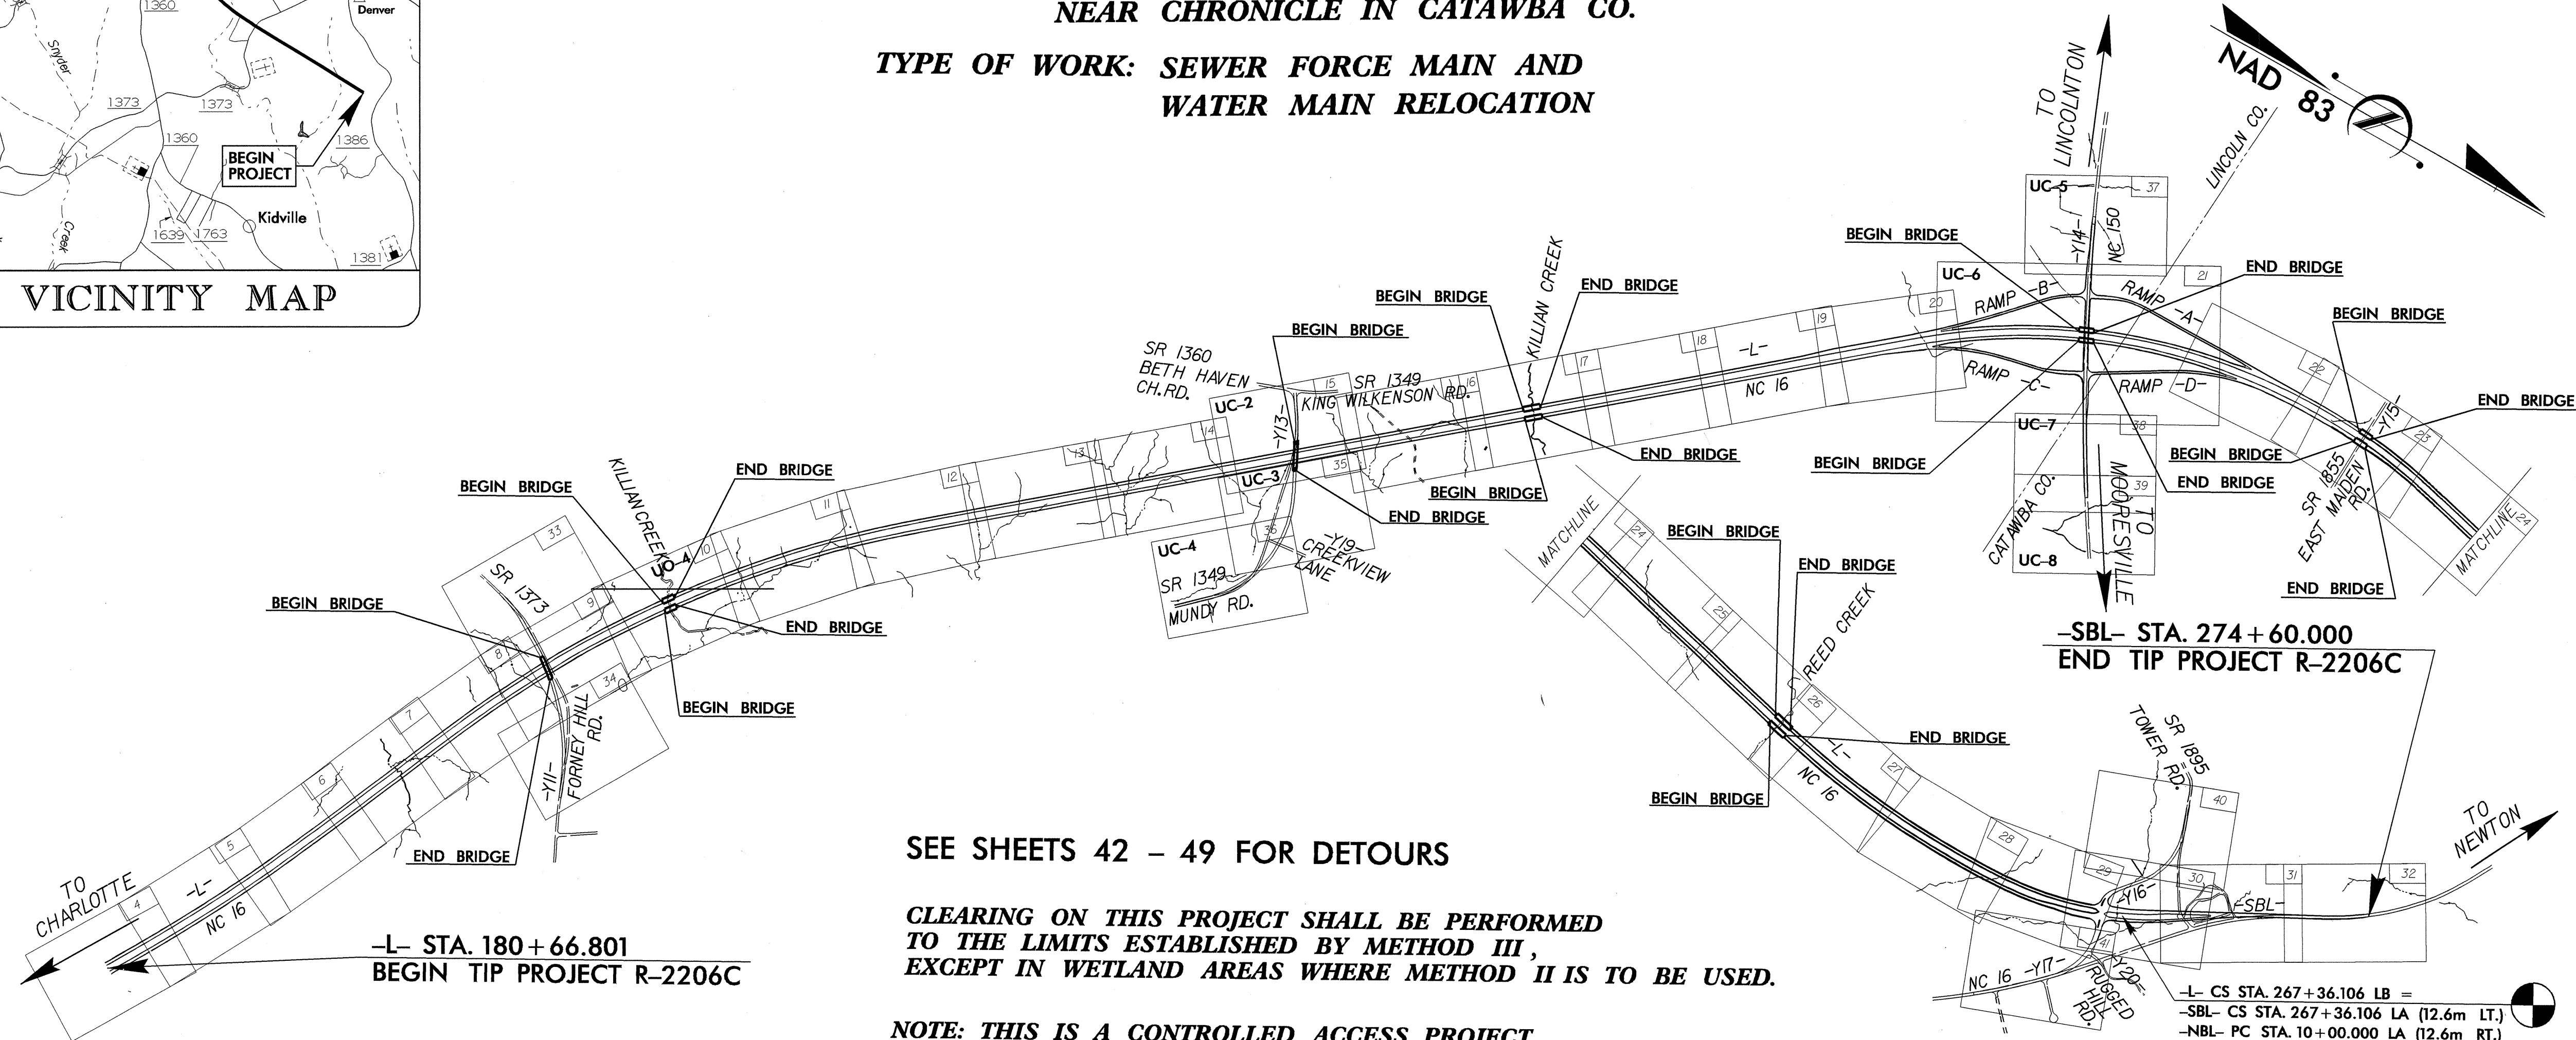 NEAR CHRONICLE IN CATAWBA CO.
TYPE OF WORK: SEWER FORCE MAIN AND
WATER MAIN RELOCATION
1360
Denver
Snyder
1373
1373
1360
1386
BEGIN
PROJECT
Kidville
1639
1763
Creek
1381
VICINITY MAP
NAD 83
TO
LINCOLNTON
LINCOLN CO.
UC-5
37
-Y14-
NC 150
BEGIN BRIDGE
END BRIDGE
UC-6
21
RAMP -B-
RAMP -A-
20
BEGIN BRIDGE
KILLIAN CREEK
END BRIDGE
BEGIN BRIDGE
BEGIN BRIDGE
19
18
-L-
NC 16
17
RAMP -C-
RAMP -D-
22
END BRIDGE
SR 1360
BETH HAVEN
CH.RD.
15
SR 1349
KING WILKENSON RD.
16
UC-2
-Y13-
14
UC-7
38
-Y15-
23
13
END BRIDGE
BEGIN BRIDGE
BEGIN BRIDGE
SR 1855
EAST MAIDEN
RD.
35
UC-3
BEGIN BRIDGE
END BRIDGE
END BRIDGE
39
TO
MOORESVILLE
CATAWBA CO.
UC-8
24
MATCHLINE
END BRIDGE
KILLIAN CREEK
END BRIDGE
BEGIN BRIDGE
12
11
10
UC-4
36
-Y19-
CREEKVIEW
LANE
SR 1349
MUNDY RD.
MATCHLINE
24
BEGIN BRIDGE
END BRIDGE
REED CREEK
25
33
SR 1373
UO-4
9
BEGIN BRIDGE
END BRIDGE
8
34
BEGIN BRIDGE
FORNEY HILL
RD.
-Y11-
7
6
END BRIDGE
5
-SBL- STA. 274+60.000
END TIP PROJECT R-2206C
26
END BRIDGE
-L-
NC 16
27
BEGIN BRIDGE
SR 1895
TOWER RD.
40
TO
NEWTON
28
29
30
31
32
-Y16-
-SBL-
41
NC 16 -Y17-
-Y20-
RUGGED
HILL
RD.
SEE SHEETS 42 - 49 FOR DETOURS
TO
CHARLOTTE
4
-L-
NC 16
-L- STA. 180+66.801
BEGIN TIP PROJECT R-2206C
CLEARING ON THIS PROJECT SHALL BE PERFORMED
TO THE LIMITS ESTABLISHED BY METHOD III,
EXCEPT IN WETLAND AREAS WHERE METHOD II IS TO BE USED.
-L- CS STA. 267+36.106 LB =
-SBL- CS STA. 267+36.106 LA (12.6m LT.)
-NBL- PC STA. 10+00.000 LA (12.6m RT.)
NOTE: THIS IS A CONTROLLED ACCESS PROJECT